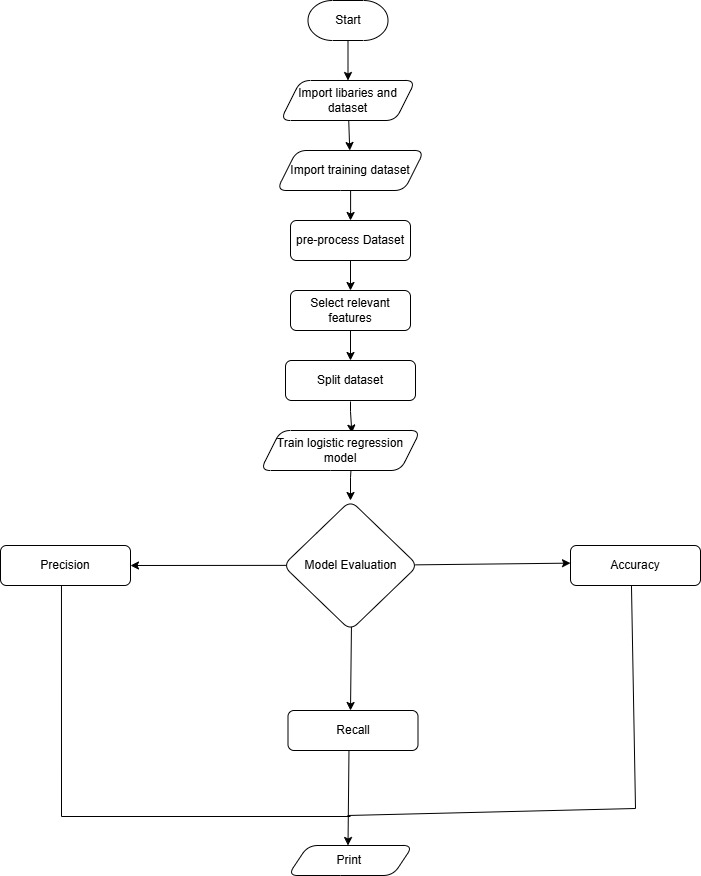 Start
Import libaries and
dataset
Import training dataset
pre-process Dataset
Select relevant
features
Split dataset
Train logistic regression
model
Precision
Model Evaluation
Accuracy
Recall
Print